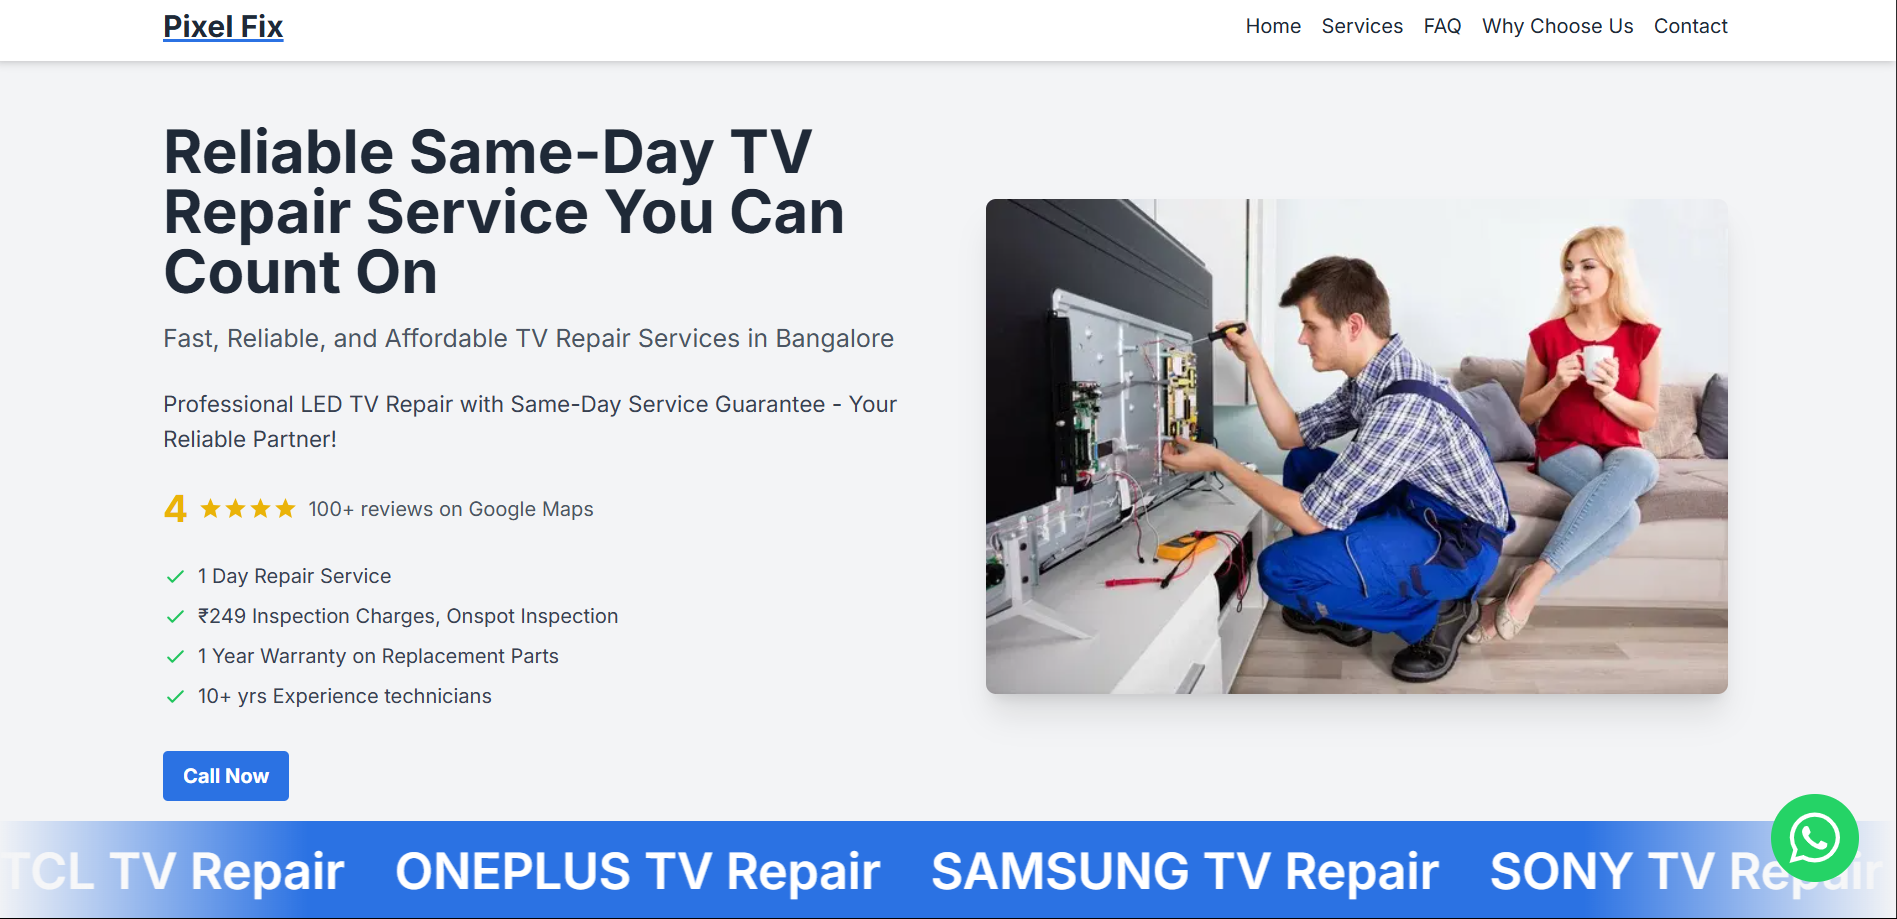 Pixel Fix
Home Services FAQ Why Choose Us Contact
Reliable Same-Day TV
Repair Service You Can
Count On
Fast, Reliable, and Affordable TV Repair Services in Bangalore
Professional LED TV Repair with Same-Day Service Guarantee - Your
Reliable Partner!
4 100+ reviews on Google Maps
1 Day Repair Service
₹249 Inspection Charges, Onspot Inspection
1 Year Warranty on Replacement Parts
10+ yrs Experience technicians
Call Now
TCL TV Repair ONEPLUS TV Repair SAMSUNG TV Repair SONY TV Repair